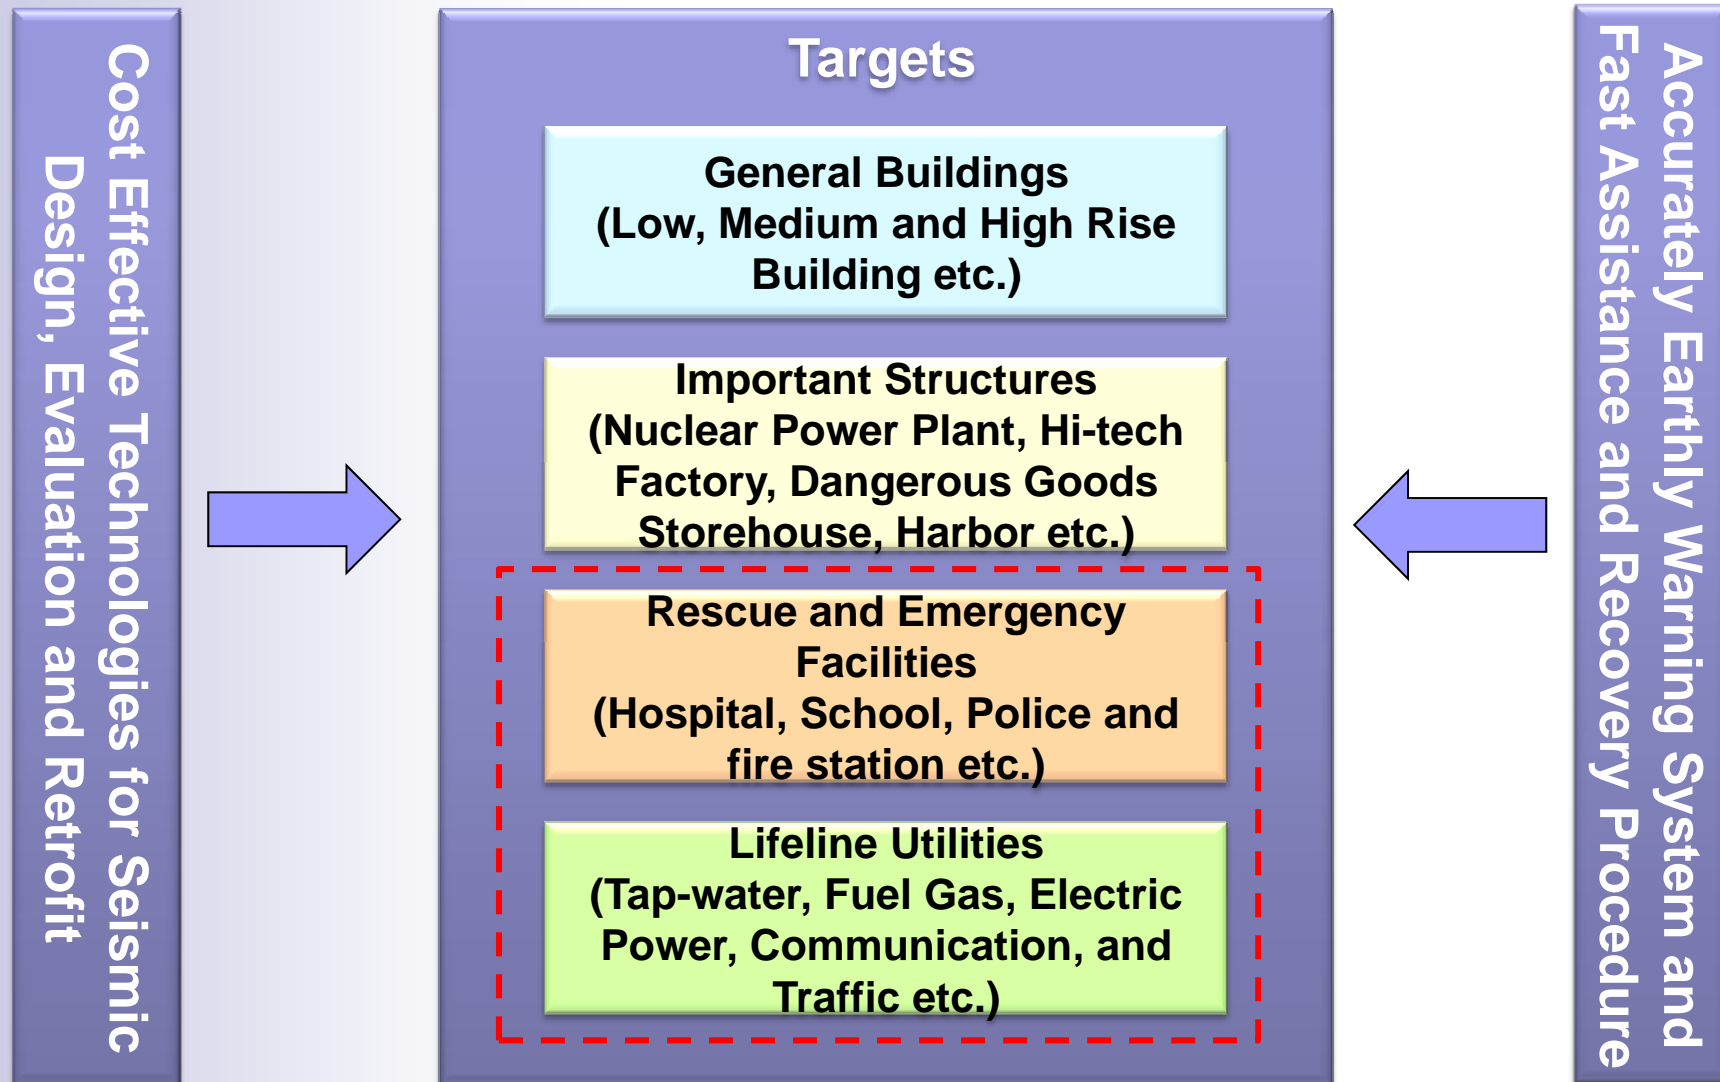 Cost Effective Technologies for Seismic
Design, Evaluation and Retrofit
Targets
General Buildings
(Low, Medium and High Rise
Building etc.)
Important Structures
(Nuclear Power Plant, Hi-tech
Factory, Dangerous Goods
Storehouse, Harbor etc.)
Rescue and Emergency
Facilities
(Hospital, School, Police and
fire station etc.)
Lifeline Utilities
(Tap-water, Fuel Gas, Electric
Power, Communication, and
Traffic etc.)
Accurately Earthly Warning System and
Fast Assistance and Recovery Procedure